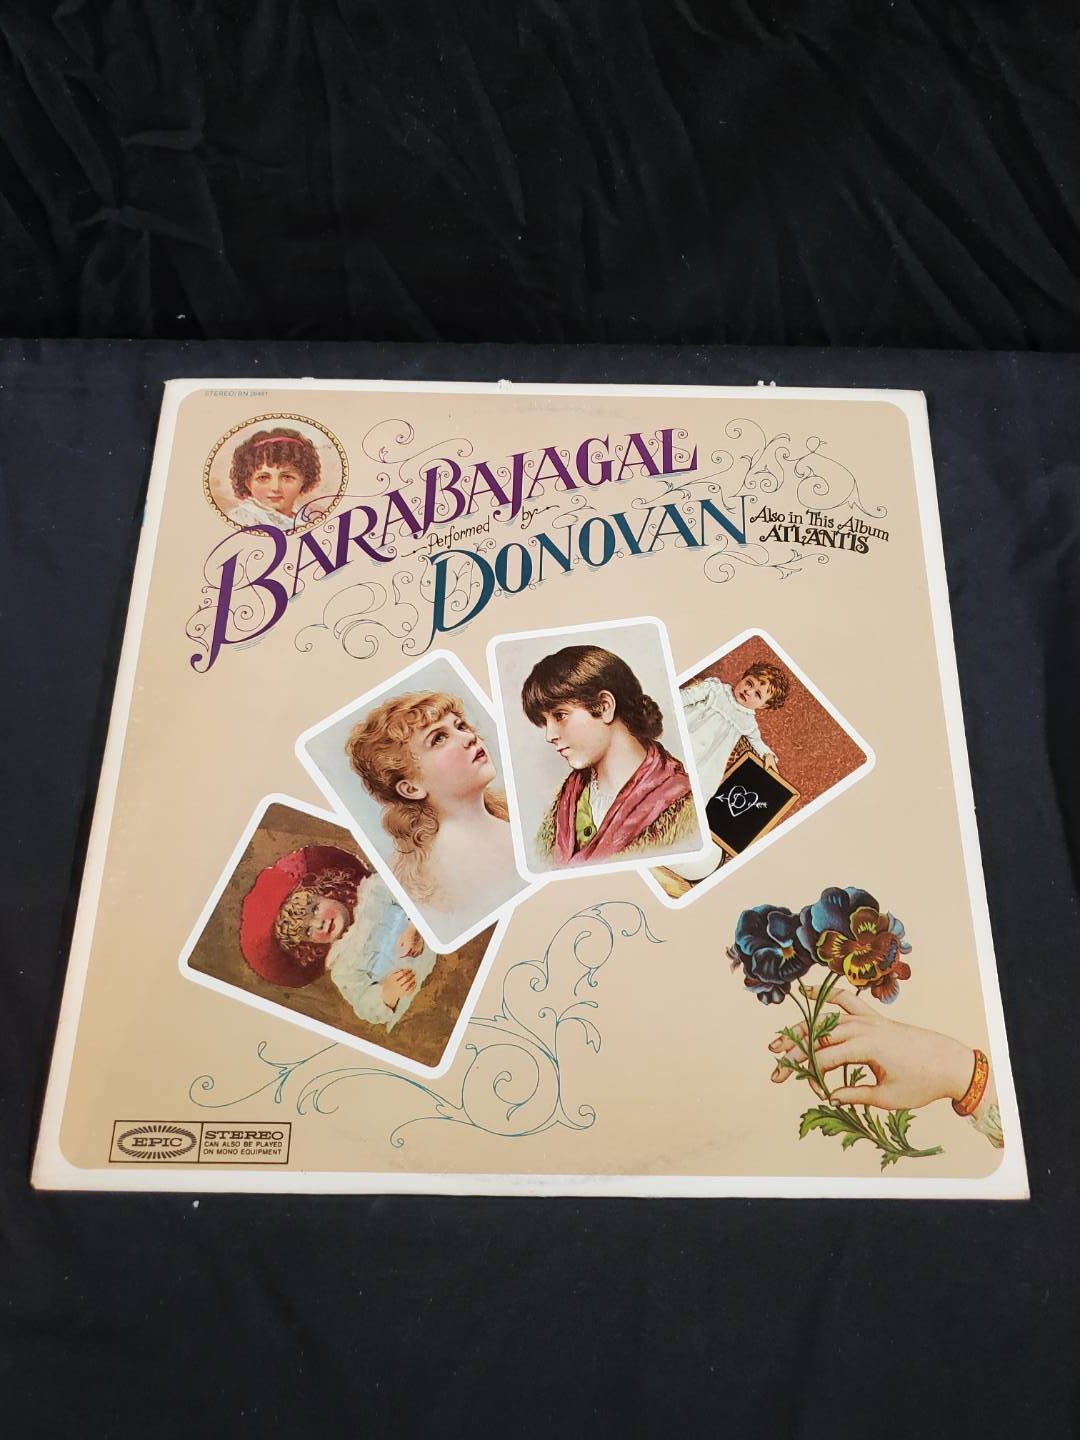 STEREO/BN 26481
BARABAJAGAL
Performed by
DONOVAN
Also in This Album
ATLANTIS
D
EPIC
STEREO
CAN ALSO BE PLAYED
ON MONO EQUIPMENT